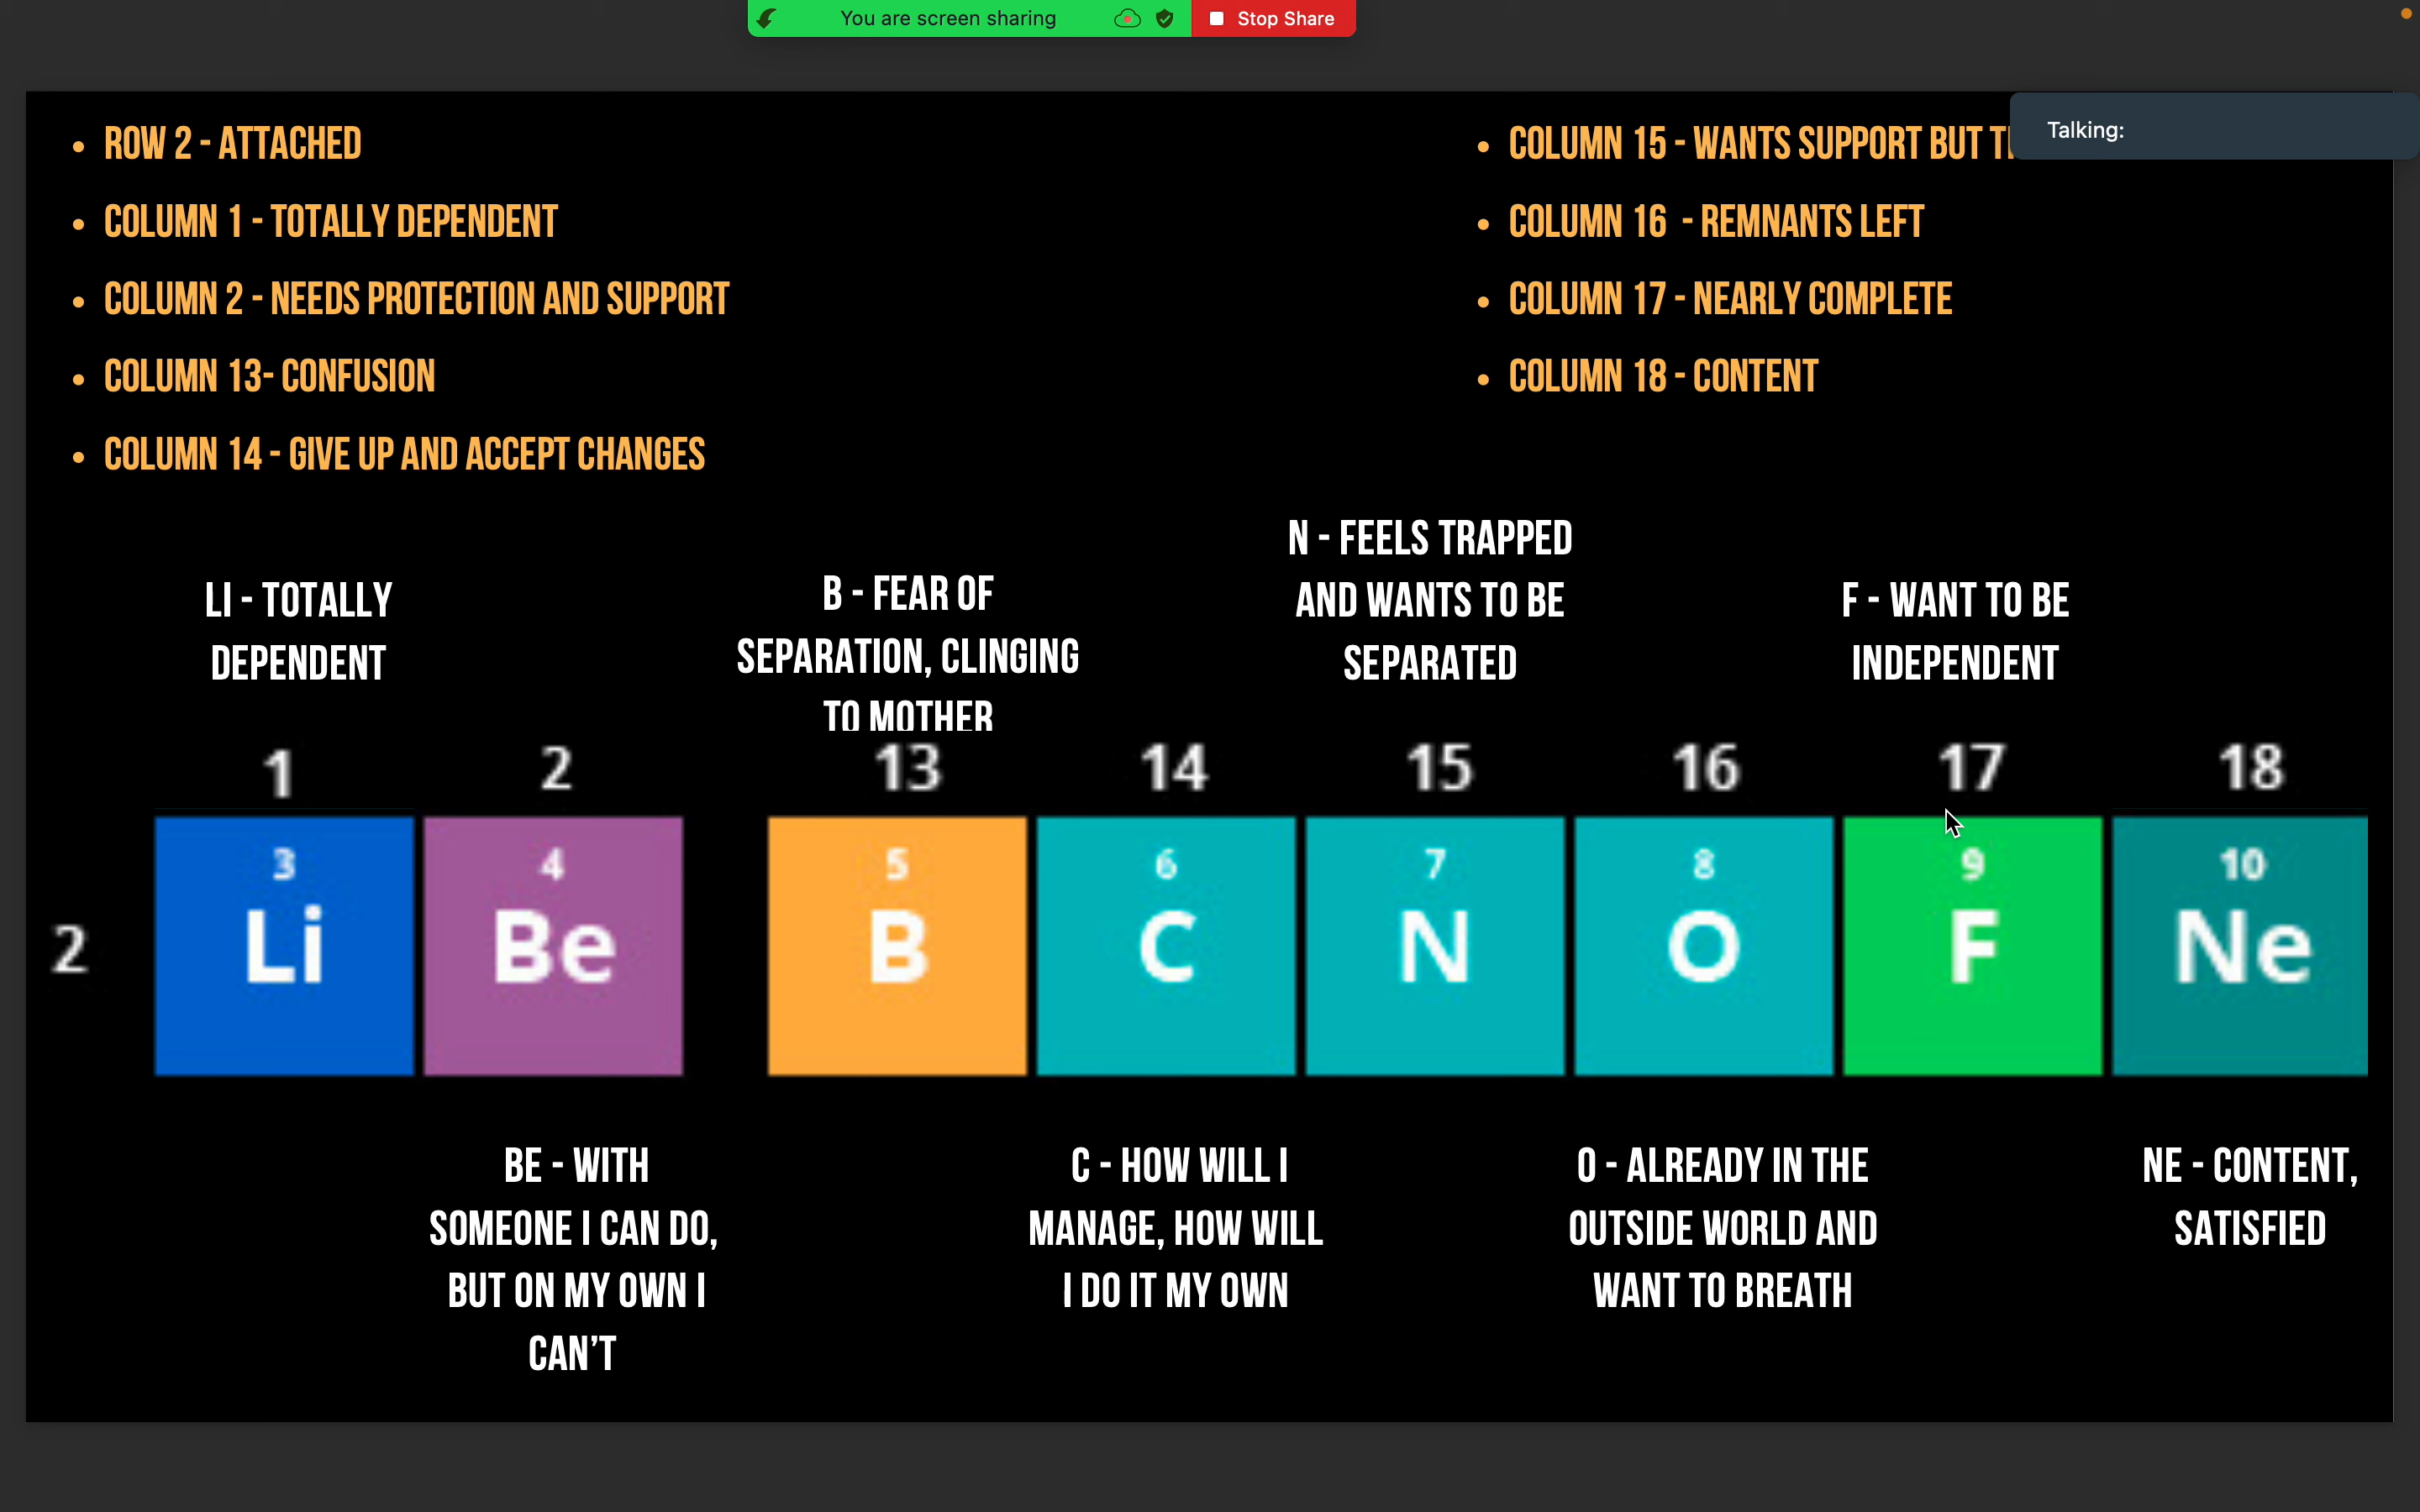 You are screen sharing
Stop Share
Talking:
• ROW 2 - ATTACHED
• COLUMN 1 - TOTALLY DEPENDENT
• COLUMN 2 - NEEDS PROTECTION AND SUPPORT
• COLUMN 13- CONFUSION
• COLUMN 14 - GIVE UP AND ACCEPT CHANGES
• COLUMN 15 - WANTS SUPPORT BUT
• COLUMN 16 - REMNANTS LEFT
• COLUMN 17 - NEARLY COMPLETE
• COLUMN 18 - CONTENT
LI - TOTALLY
DEPENDENT
B - FEAR OF
SEPARATION, CLINGING
TO MOTHER
N - FEELS TRAPPED
AND WANTS TO BE
SEPARATED
F - WANT TO BE
INDEPENDENT
1 2 13 14 15 16 17 18
3 4 5 6 7 8 9 10
2 Li Be B C N O F Ne
BE - WITH
SOMEONE I CAN DO,
BUT ON MY OWN I
CAN'T
C - HOW WILL I
MANAGE, HOW WILL
I DO IT MY OWN
O - ALREADY IN THE
OUTSIDE WORLD AND
WANT TO BREATH
NE - CONTENT,
SATISFIED